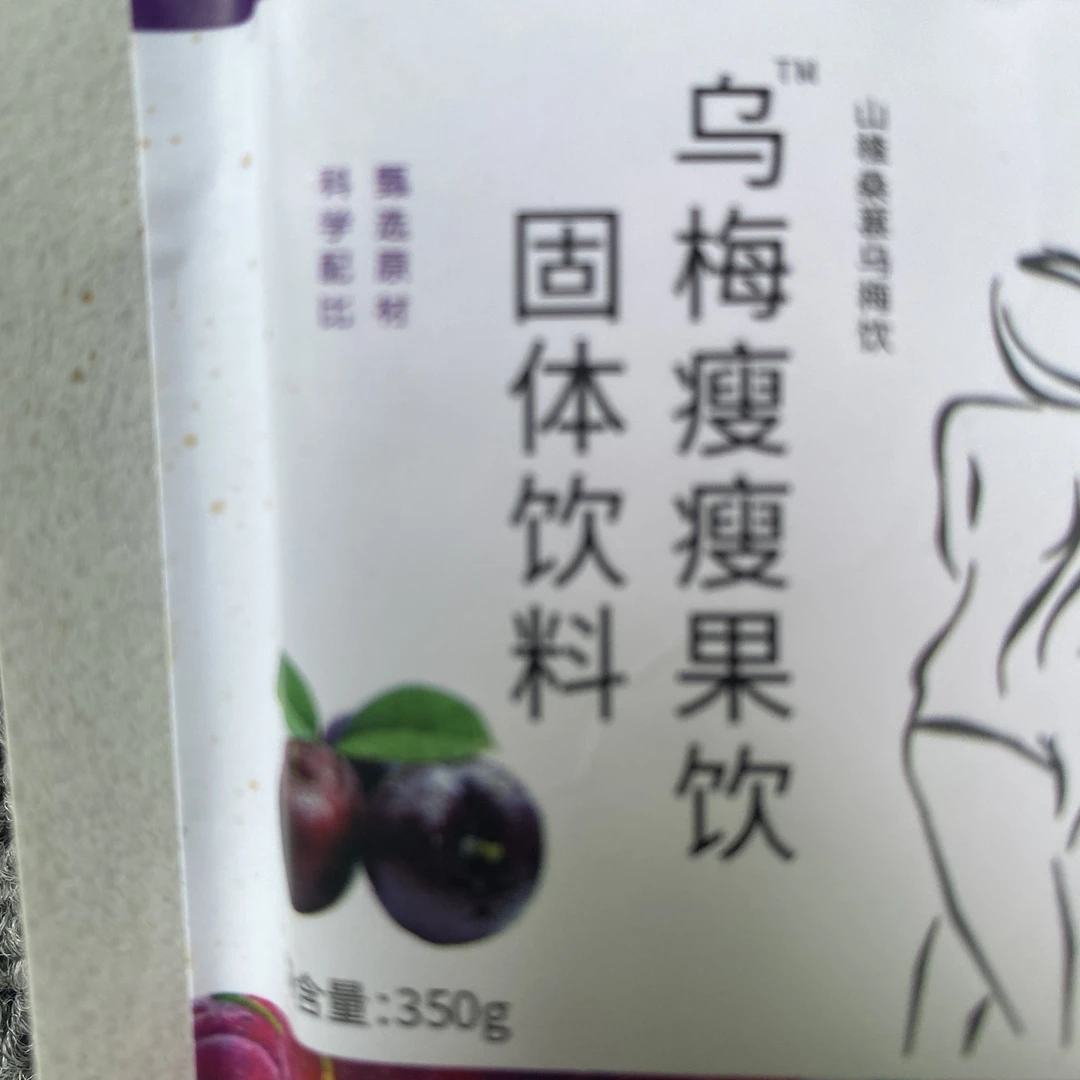 山楂桑葚乌梅饮
乌梅瘦瘦果饮™
固体饮料
甄选原材
科学配比
含量:350g